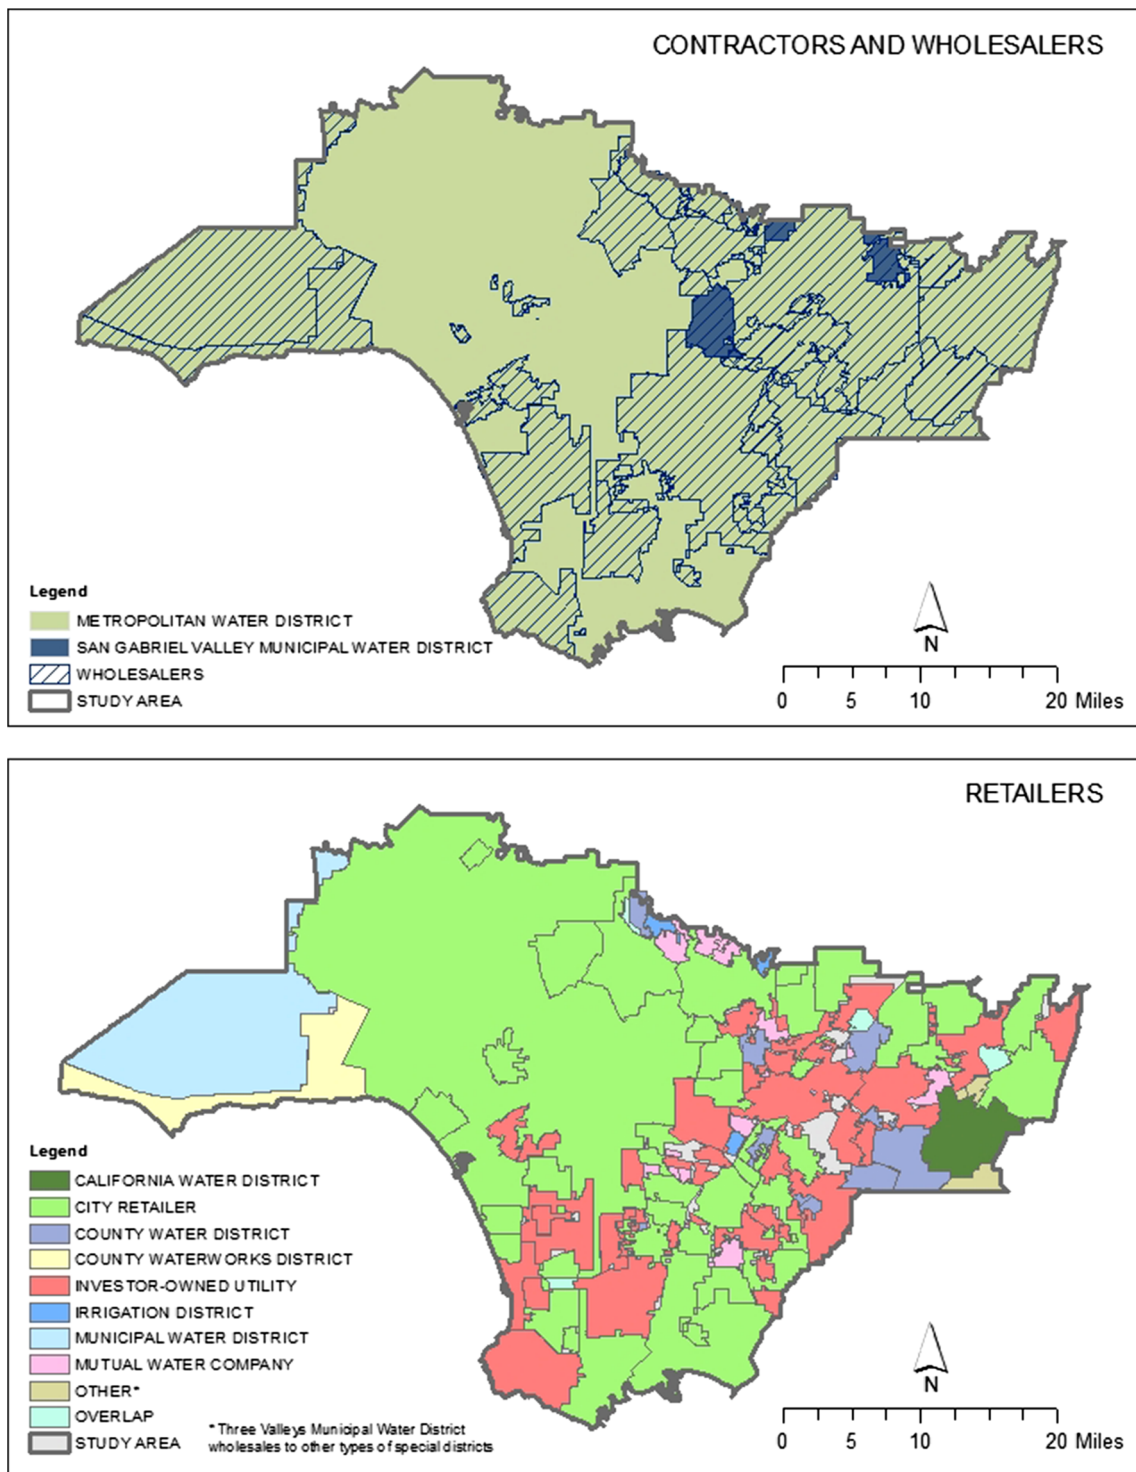 CONTRACTORS AND WHOLESALERS
Legend
METROPOLITAN WATER DISTRICT
SAN GABRIEL VALLEY MUNICIPAL WATER DISTRICT
WHOLESALERS
STUDY AREA
N
0 5 10 20 Miles
RETAILERS
Legend
CALIFORNIA WATER DISTRICT
CITY RETAILER
COUNTY WATER DISTRICT
COUNTY WATERWORKS DISTRICT
INVESTOR-OWNED UTILITY
IRRIGATION DISTRICT
MUNICIPAL WATER DISTRICT
MUTUAL WATER COMPANY
OTHER*
OVERLAP
STUDY AREA
* Three Valleys Municipal Water District
wholesales to other types of special districts
N
0 5 10 20 Miles